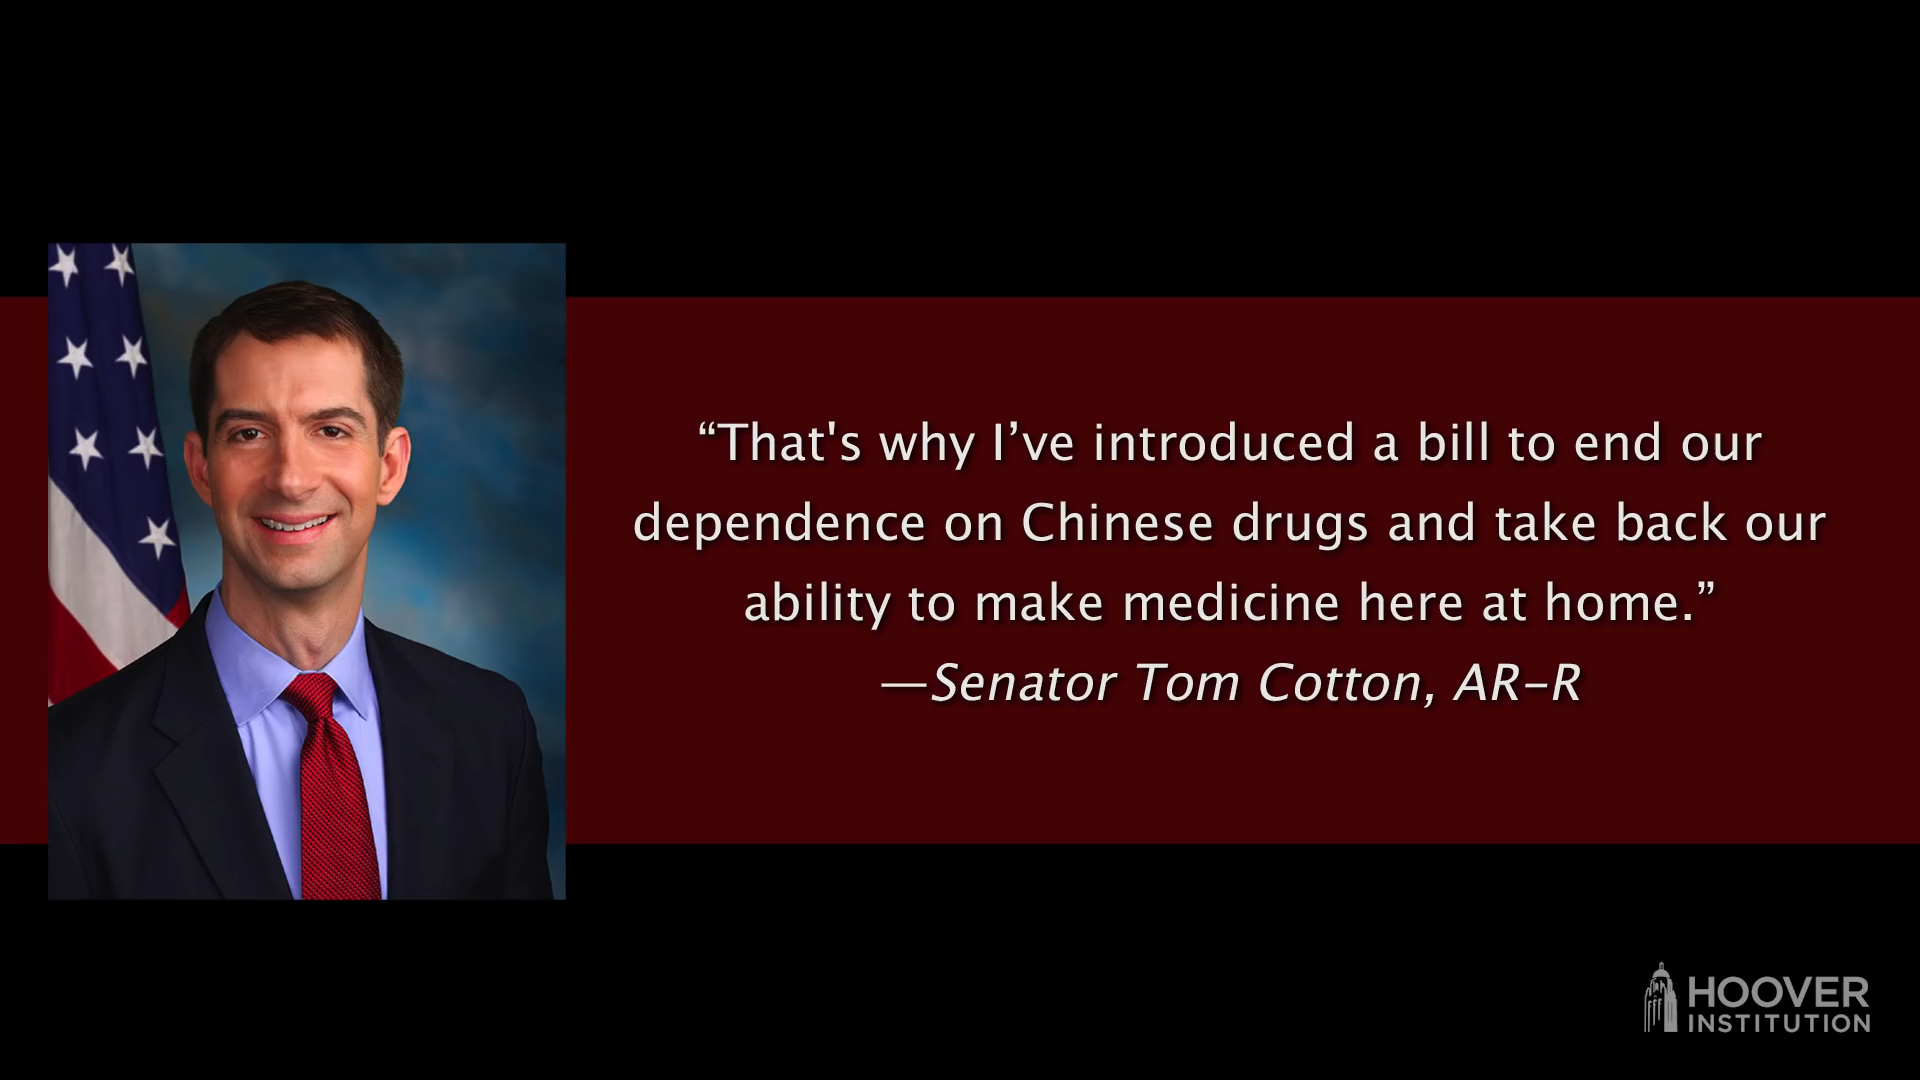 “That's why I’ve introduced a bill to end our
dependence on Chinese drugs and take back our
ability to make medicine here at home.”
—Senator Tom Cotton, AR–R
HOOVER
INSTITUTION